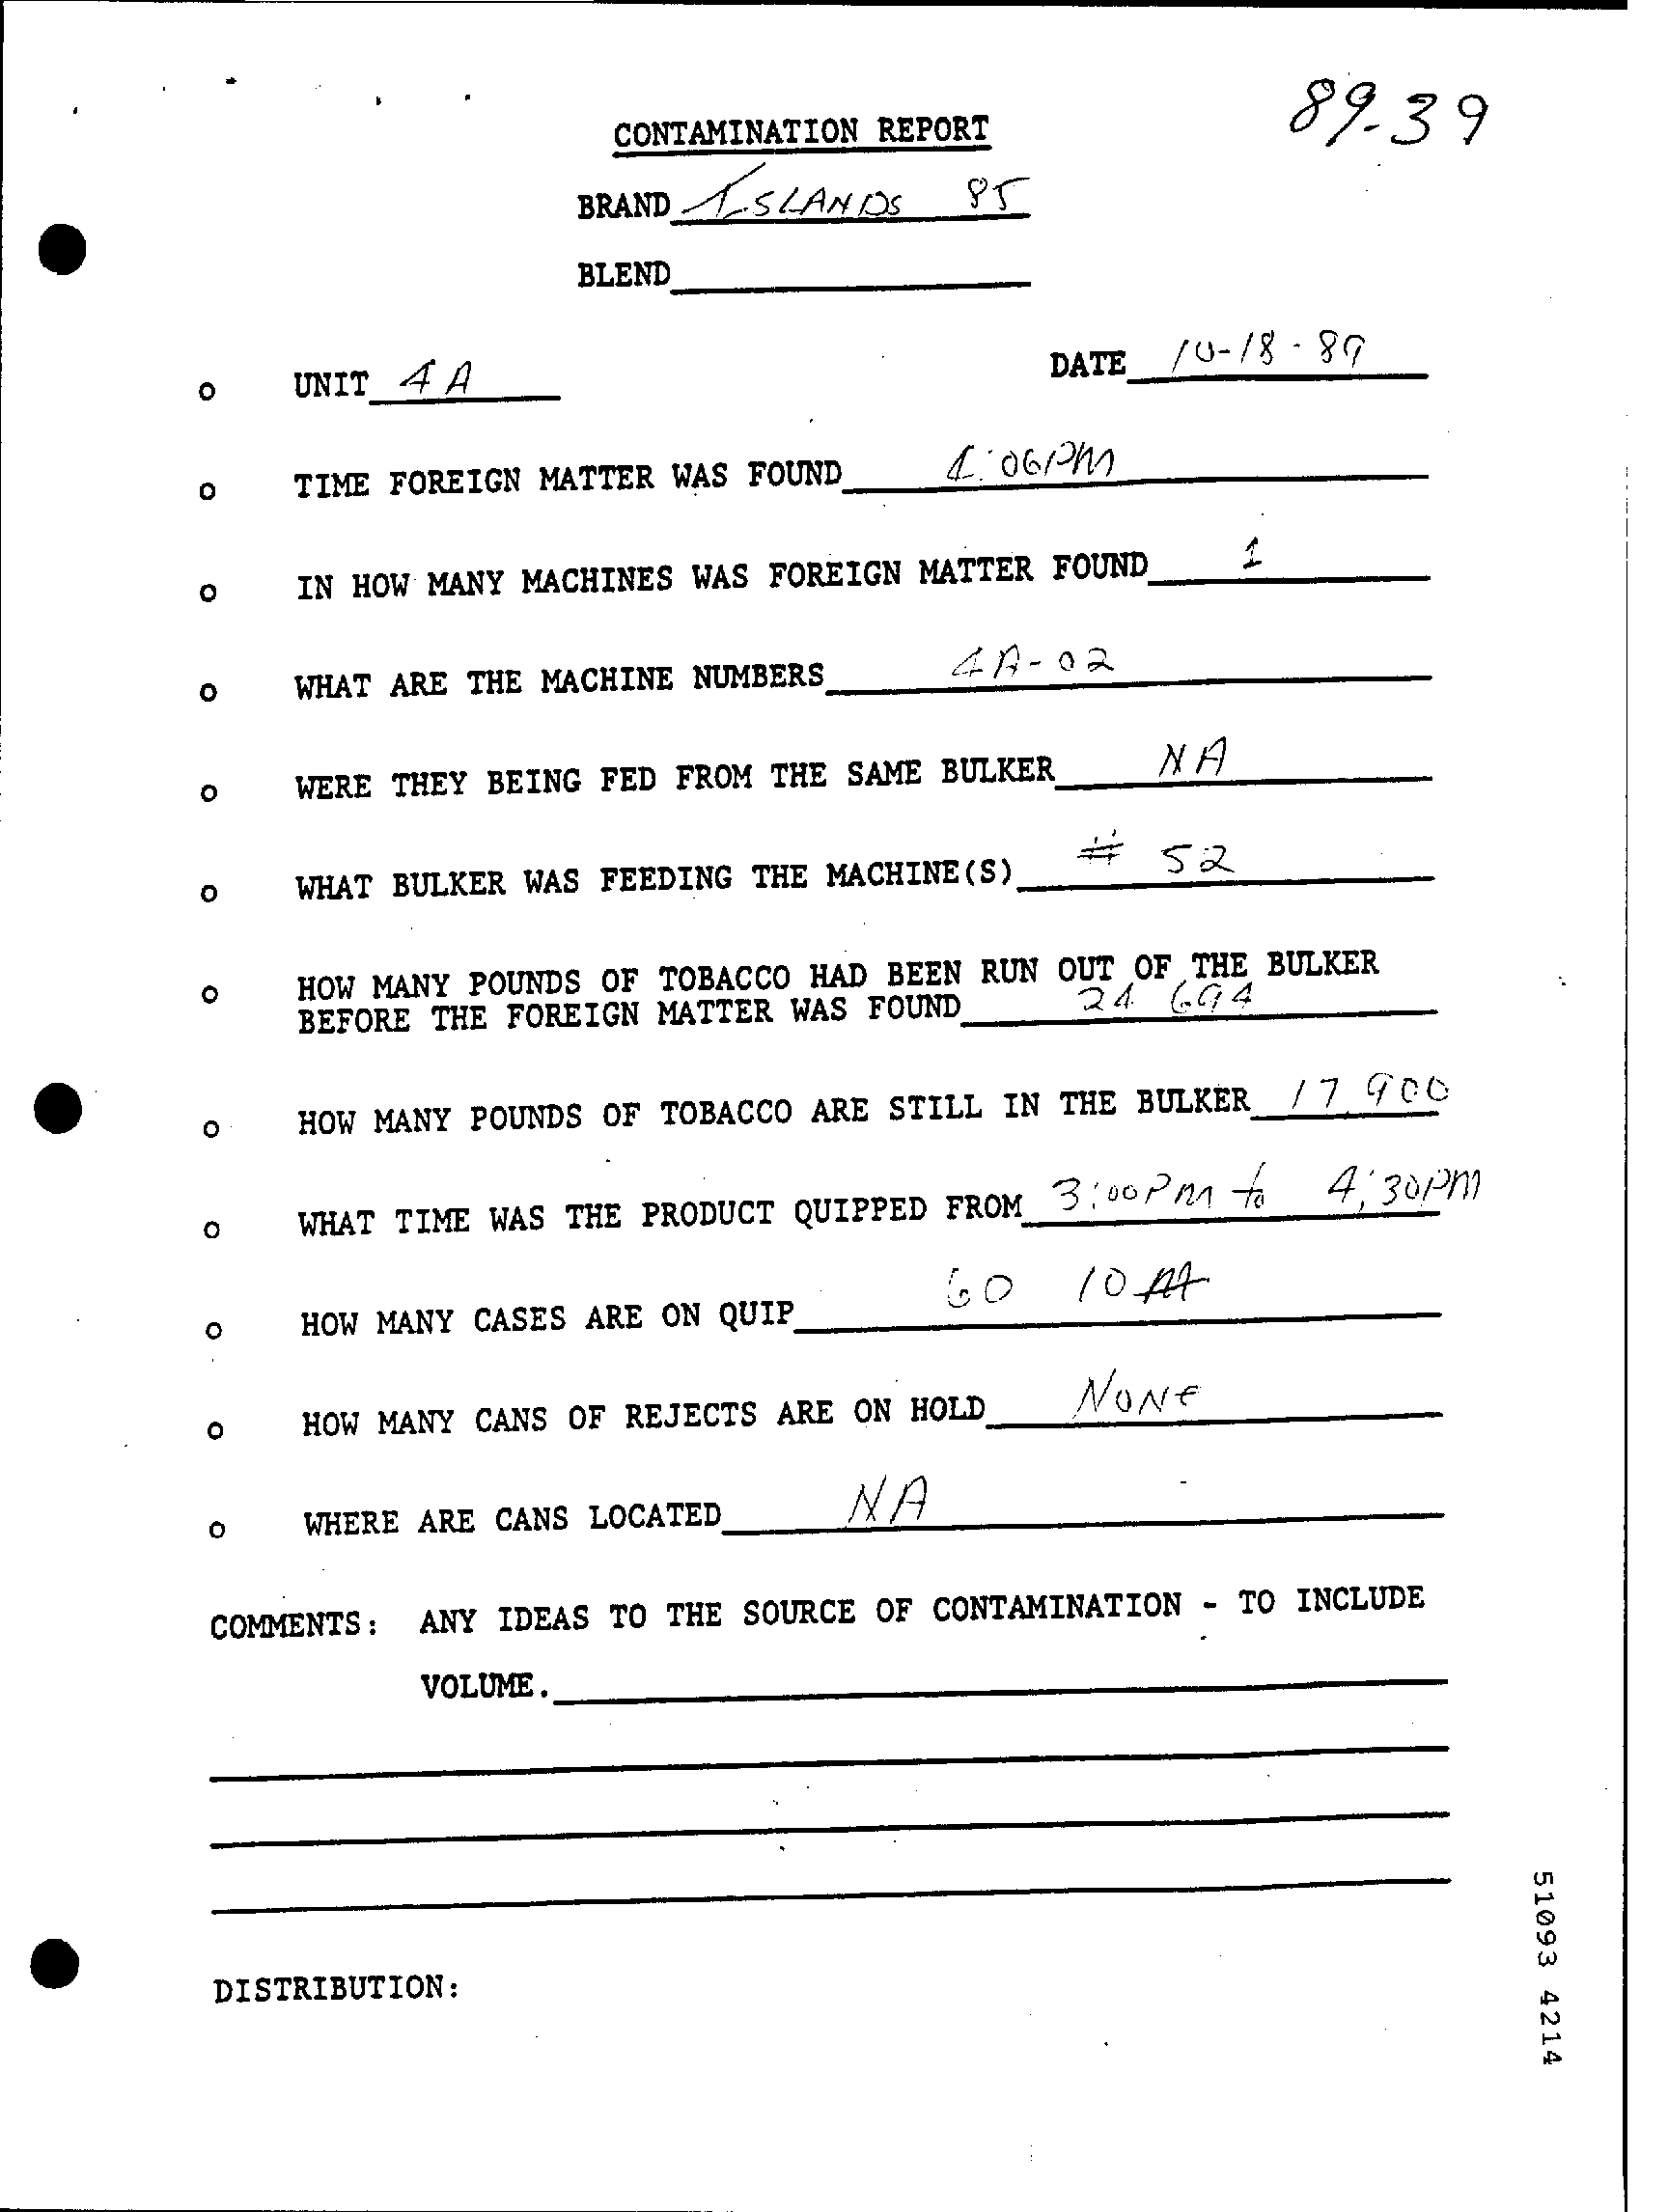 89-39
CONTAMINATION REPORT
BRAND ISLANDS 85
BLEND
o UNIT 4A DATE 10-18-89
o TIME FOREIGN MATTER WAS FOUND 4:06PM
o IN HOW MANY MACHINES WAS FOREIGN MATTER FOUND 1
o WHAT ARE THE MACHINE NUMBERS 4A-02
o WERE THEY BEING FED FROM THE SAME BULKER NA
o WHAT BULKER WAS FEEDING THE MACHINE(S) # 52
o HOW MANY POUNDS OF TOBACCO HAD BEEN RUN OUT OF THE BULKER
BEFORE THE FOREIGN MATTER WAS FOUND 24 694
o HOW MANY POUNDS OF TOBACCO ARE STILL IN THE BULKER 17 900
o WHAT TIME WAS THE PRODUCT QUIPPED FROM 3:00PM to 4:30PM
o HOW MANY CASES ARE ON QUIP 60 10
o HOW MANY CANS OF REJECTS ARE ON HOLD NONE
o WHERE ARE CANS LOCATED NA
COMMENTS: ANY IDEAS TO THE SOURCE OF CONTAMINATION - TO INCLUDE
VOLUME.
DISTRIBUTION:
51093 4214